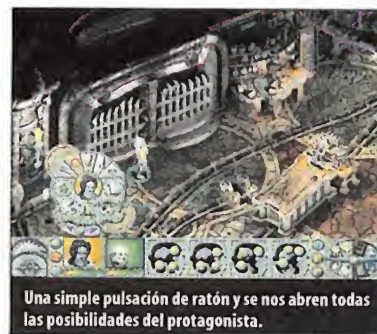 Una simple pulsación de ratón y se nos abren todas
las posibilidades del protagonista.